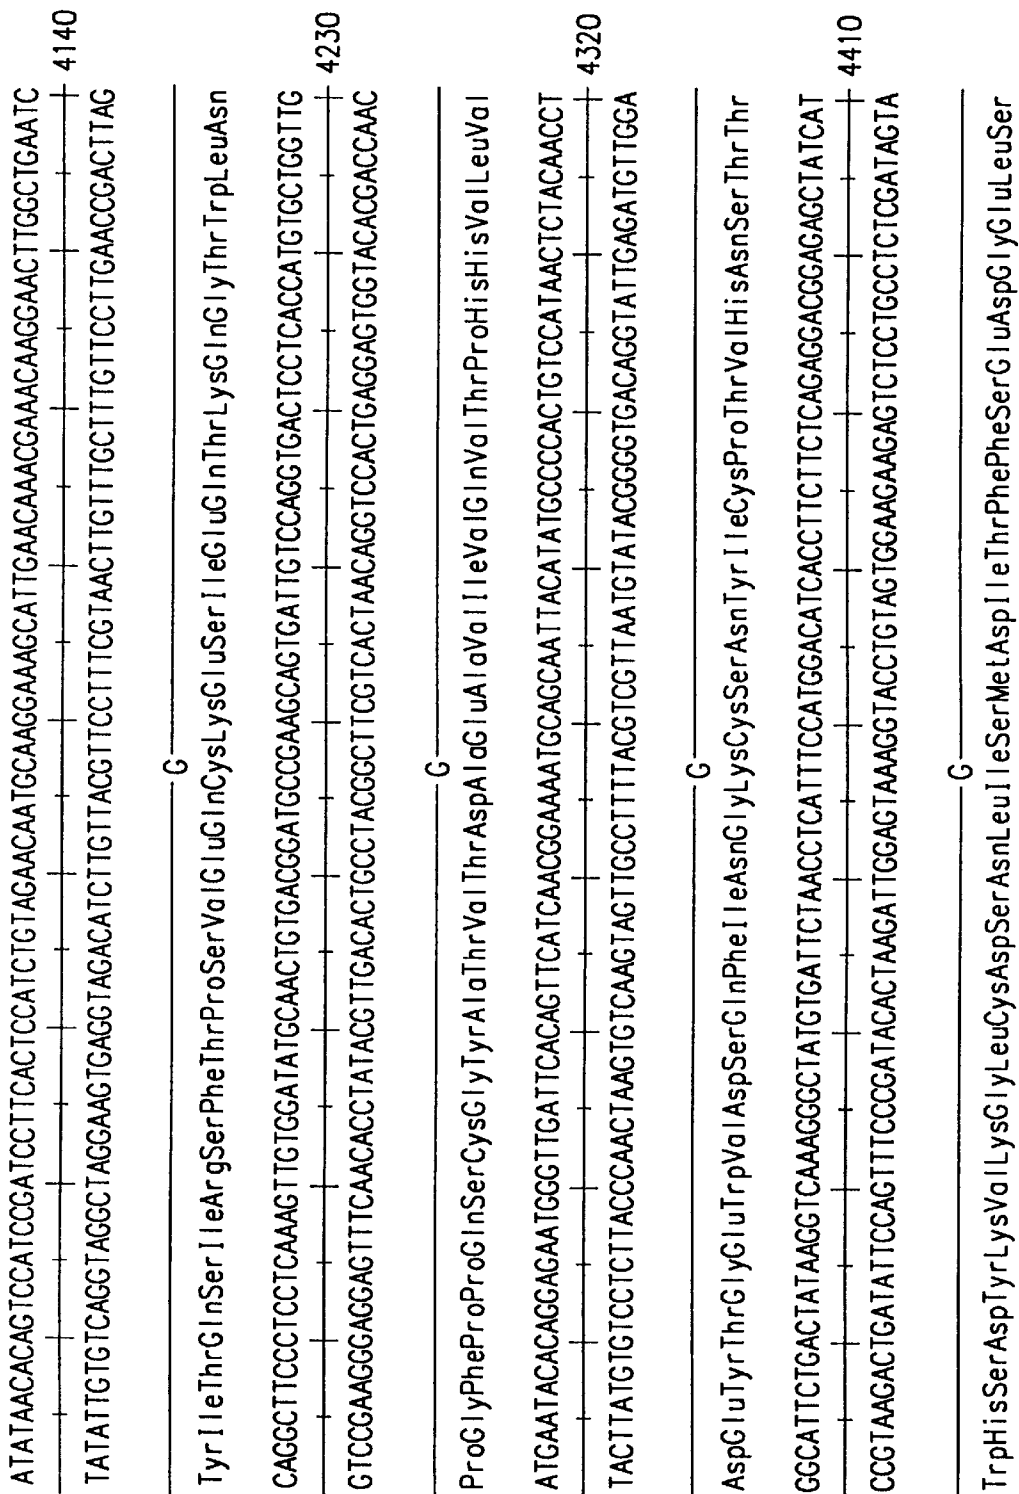 ATATAACACAGTCCATCCGATCCTTCACTCCATCTGTAGAACAATGCAAGGAAAGCATTGAACAAACGAAACAAGGAACTTGGCTGAATC
4140
TATATTGTGTCAGGTAGGCTAGGAAGTGAGGTAGACATCTTGTTACGTTCCTTTCGTAACTTGTTTGCTTTGTTCCTTGAACCGACTTAG
G
TyrIleThrGlnSerIleArgSerPheThrProSerValGluGlnCysLysGluSerIleGluGlnThrLysGlnGlyThrTrpLeuAsn
CAGGCTTCCCTCCTCAAAGTTGTGGATATGCAACTGTGACGGATGCCGAAGCAGTGATTGTCCAGGTGACTCCTCACCATGTGCTGGTTG
4230
GTCCGAAGGGAGGAGTTTCAACACCTATACGTTGACACTGCCTACGGCTTCGTCACTAACAGGTCCACTGAGGAGTGGTACACGACCAAC
G
ProGlyPheProProGlnSerCysGlyTyrAlaThrValThrAspAlaGluAlaValIleValGlnValThrProHisHisValLeuVal
ATGAATACACAGGAGAATGGGTTGATTCACAGTTCATCAACGGAAAATGCAGCAATTACATATGCCCCACTGTCCATAACTCTACAACCT
4320
TACTTATGTGTCCTCTTACCCAACTAAGTGTCAAGTAGTTGCCTTTTACGTCGTTAATGTATACGGGGTGACAGGTATTGAGATGTTGGA
G
AspGluTyrThrGlyGluTrpValAspSerGlnPheIleAsnGlyLysCysSerAsnTyrIleCysProThrValHisAsnSerThrThr
GGCATTCTGACTATAAGGTCAAAGGGCTATGTGATTCTAACCTCATTTCCATGGACATCACCTTCTTCTCAGAGGACGGAGAGCTATCAT
4410
CCGTAAGACTGATATTCCAGTTTCCCGATACACTAAGATTGGAGTAAAGGTACCTGTAGTGGAAGAAGAGTCTCCTGCCTCTCGATAGTA
G
TrpHisSerAspTyrLysValLysGlyLeuCysAspSerAsnLeuIleSerMetAspIleThrPhePheSerGluAspGlyGluLeuSer